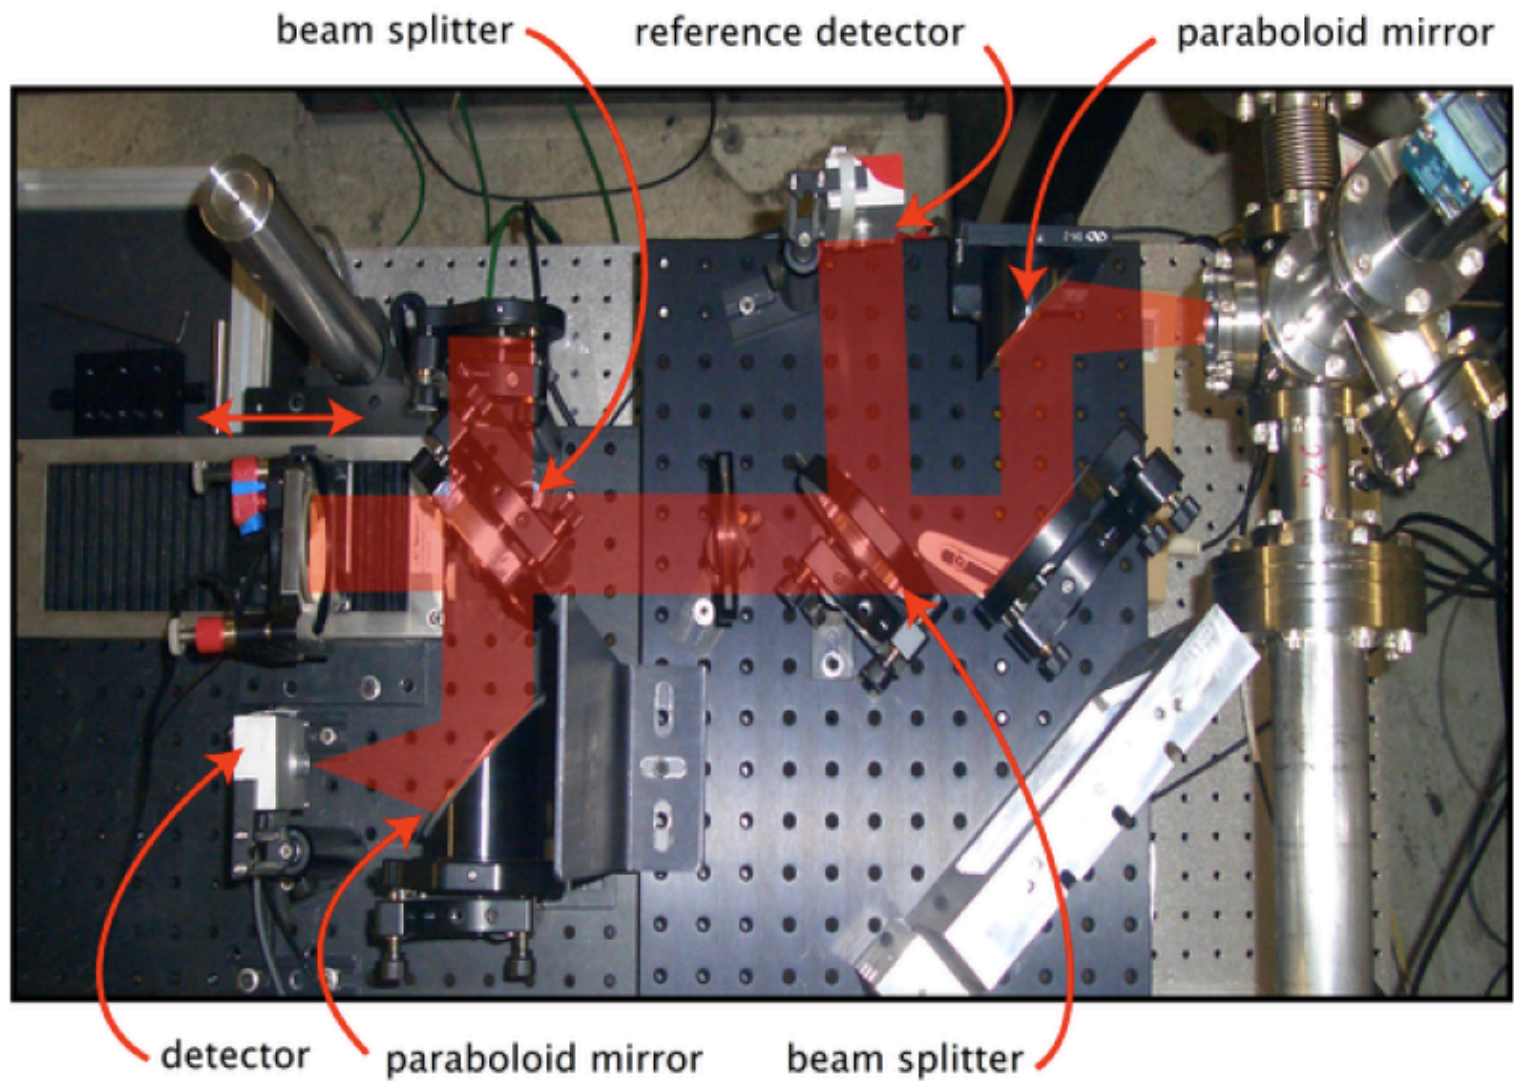 beam splitter
reference detector
paraboloid mirror
detector
paraboloid mirror
beam splitter